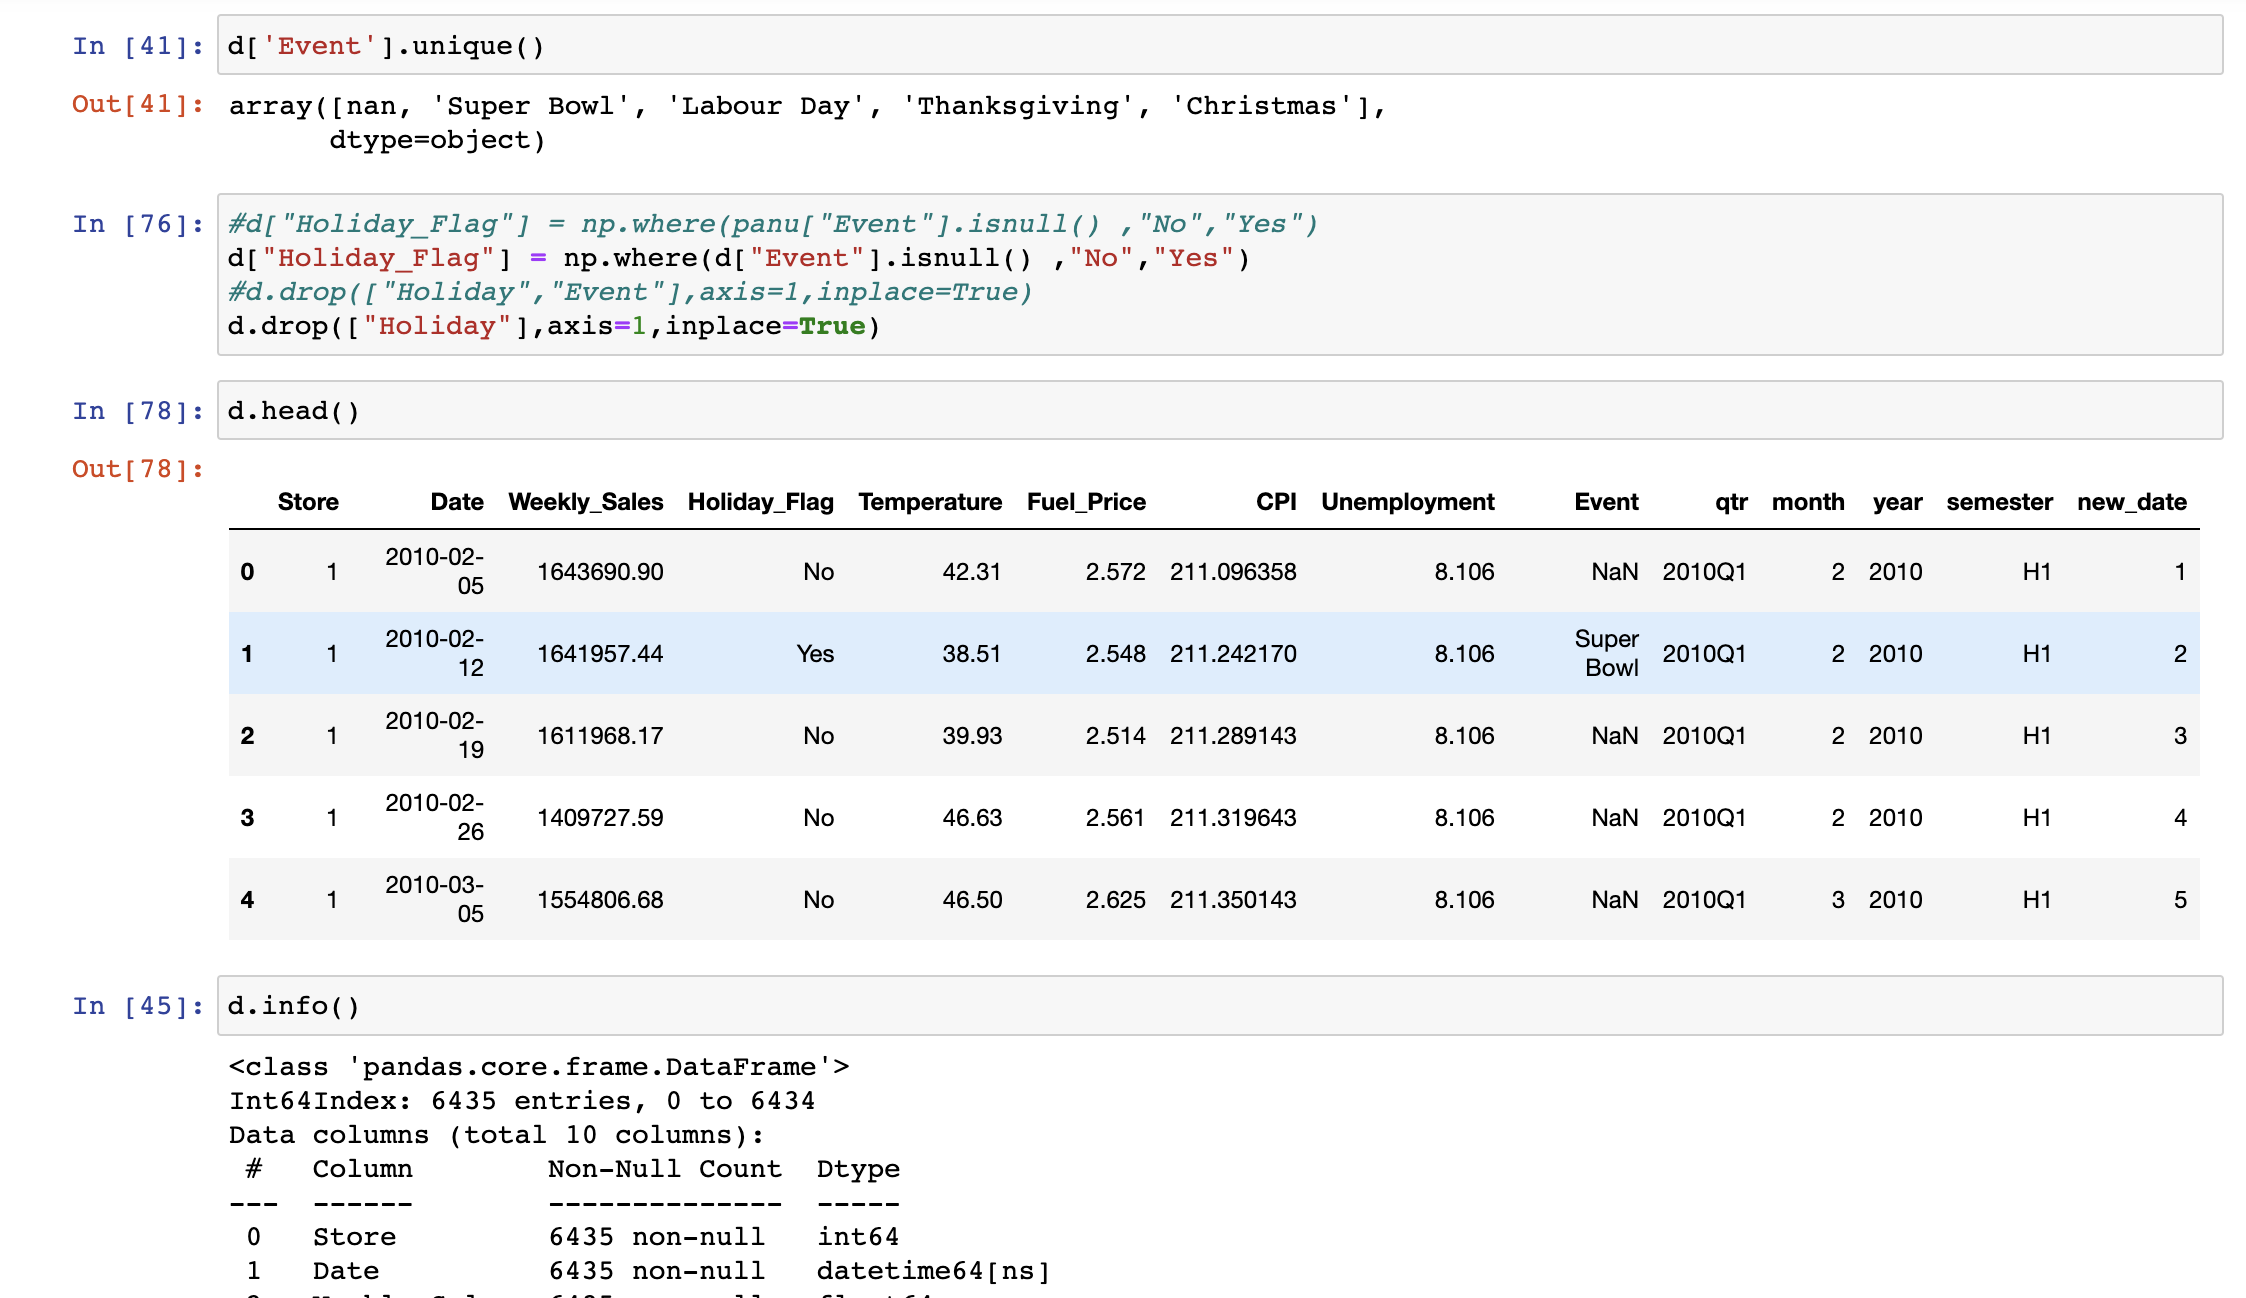 In [41]: d['Event'].unique()
Out[41]: array([nan, 'Super Bowl', 'Labour Day', 'Thanksgiving', 'Christmas'],
dtype=object)
In [76]: #d["Holiday_Flag"] = np.where(panu["Event"].isnull() ,"No","Yes")
d["Holiday_Flag"] = np.where(d["Event"].isnull() ,"No","Yes")
#d.drop(["Holiday","Event"],axis=1,inplace=True)
d.drop(["Holiday"],axis=1,inplace=True)
In [78]: d.head()
Out[78]:
Store Date Weekly_Sales Holiday_Flag Temperature Fuel_Price CPI Unemployment Event qtr month year semester new_date
0 1 2010-02-05 1643690.90 No 42.31 2.572 211.096358 8.106 NaN 2010Q1 2 2010 H1 1
1 1 2010-02-12 1641957.44 Yes 38.51 2.548 211.242170 8.106 Super Bowl 2010Q1 2 2010 H1 2
2 1 2010-02-19 1611968.17 No 39.93 2.514 211.289143 8.106 NaN 2010Q1 2 2010 H1 3
3 1 2010-02-26 1409727.59 No 46.63 2.561 211.319643 8.106 NaN 2010Q1 2 2010 H1 4
4 1 2010-03-05 1554806.68 No 46.50 2.625 211.350143 8.106 NaN 2010Q1 3 2010 H1 5
In [45]: d.info()
<class 'pandas.core.frame.DataFrame'>
Int64Index: 6435 entries, 0 to 6434
Data columns (total 10 columns):
# Column Non-Null Count Dtype
--- ------ -------------- -----
0 Store 6435 non-null int64
1 Date 6435 non-null datetime64[ns]